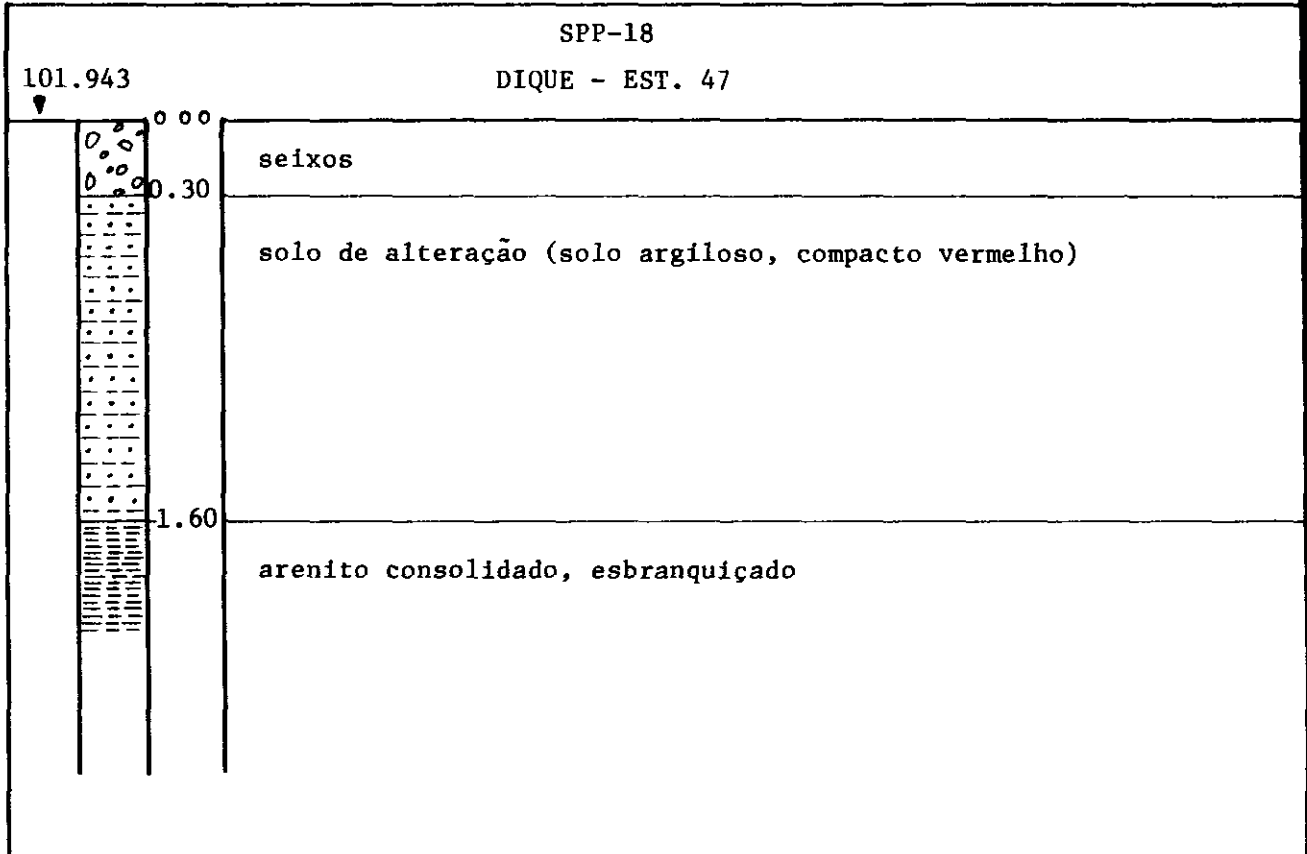 SPP-18
101.943
DIQUE - EST. 47
0 00
seixos
0.30
solo de alteração (solo argiloso, compacto vermelho)
1.60
arenito consolidado, esbranquiçado